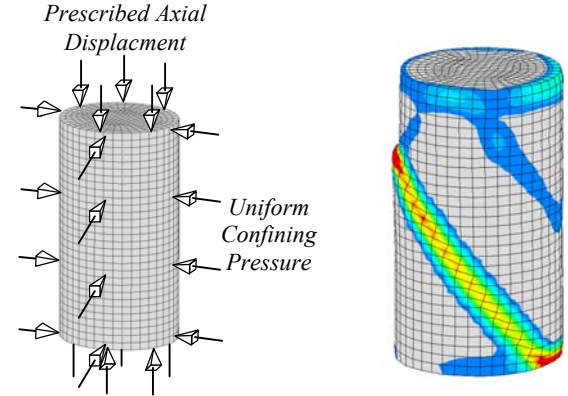 Prescribed Axial
Displacment
Uniform
Confining
Pressure